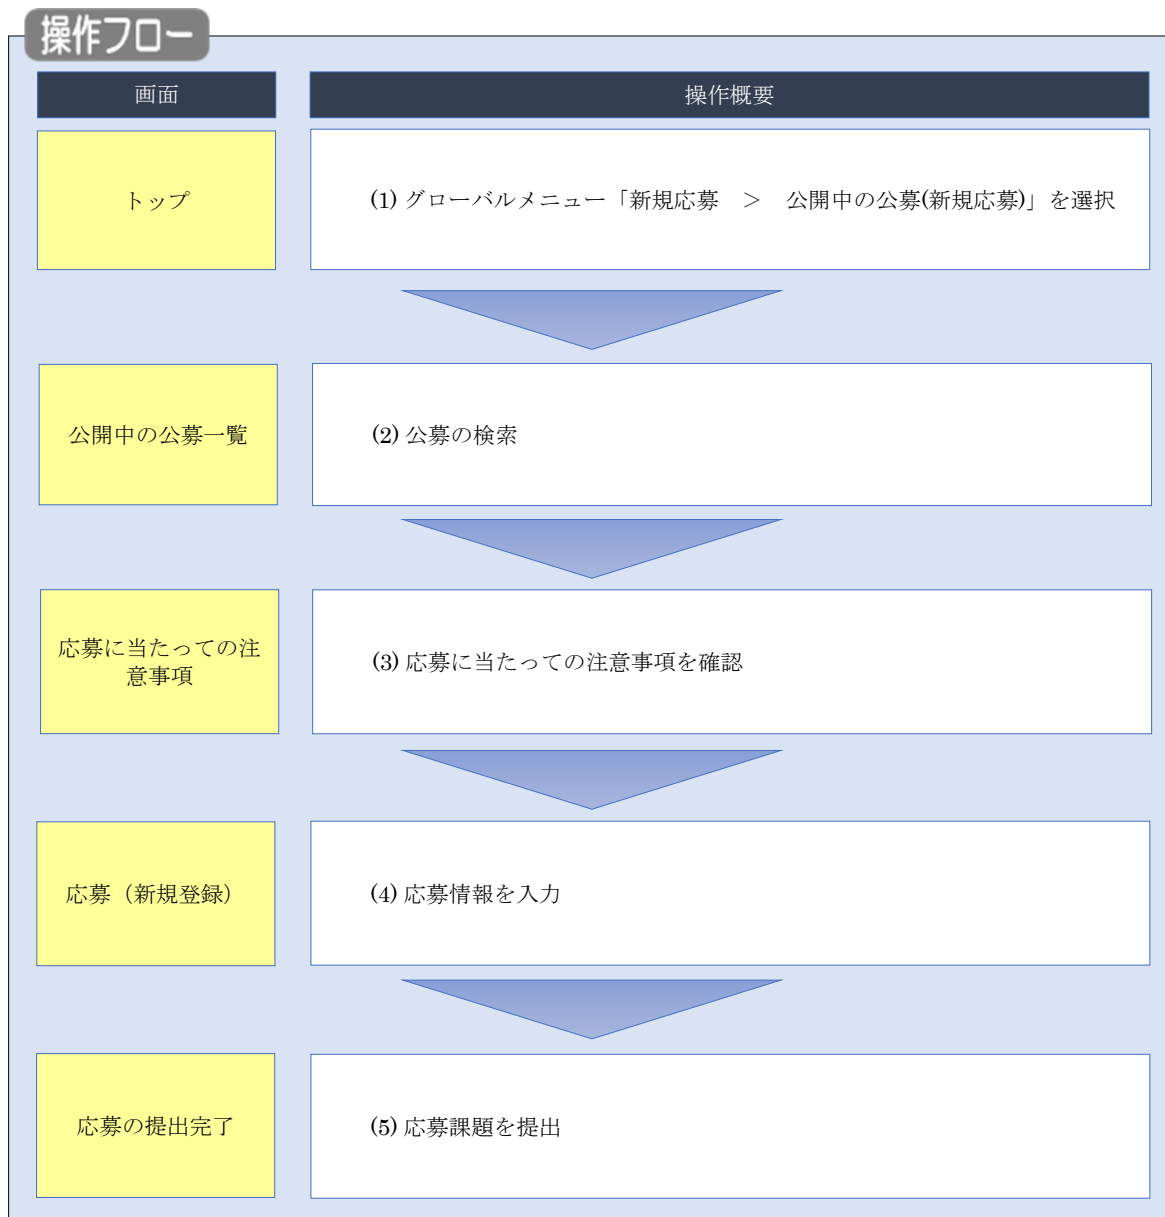 操作フロー
画面
操作概要
トップ
(1) グローバルメニュー「新規応募　＞　公開中の公募(新規応募)」を選択
公開中の公募一覧
(2) 公募の検索
応募に当たっての注
意事項
(3) 応募に当たっての注意事項を確認
応募（新規登録）
(4) 応募情報を入力
応募の提出完了
(5) 応募課題を提出